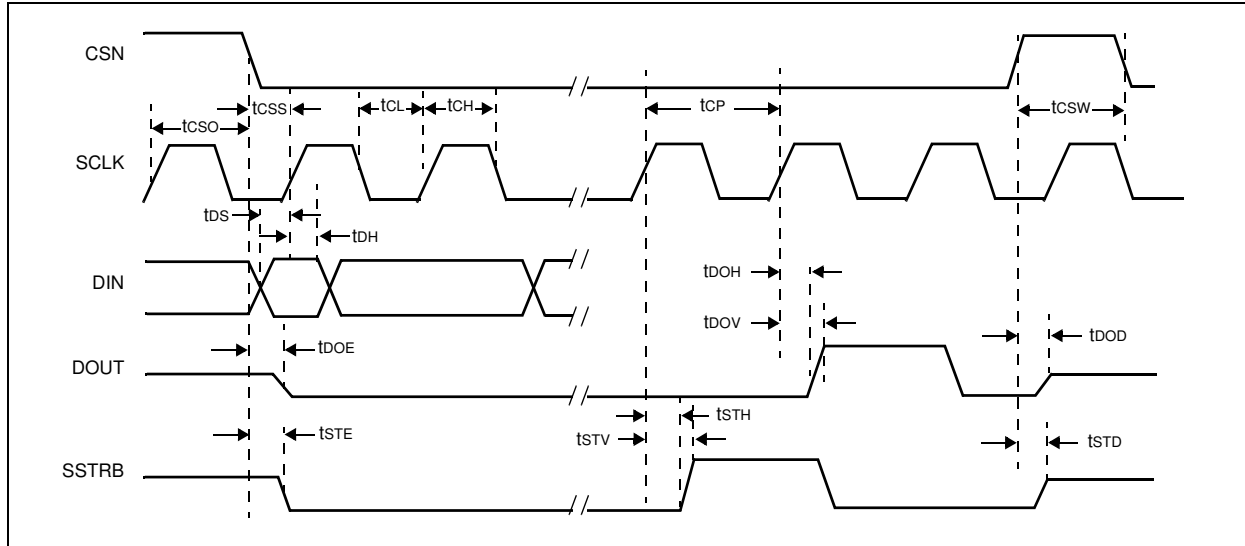 CSN
tCSS
tCL
tCH
tCP
tCSW
tCSO
SCLK
tDS
tDH
DIN
tDOH
tDOV
tDOE
tDOD
DOUT
tSTH
tSTE
tSTV
tSTD
SSTRB